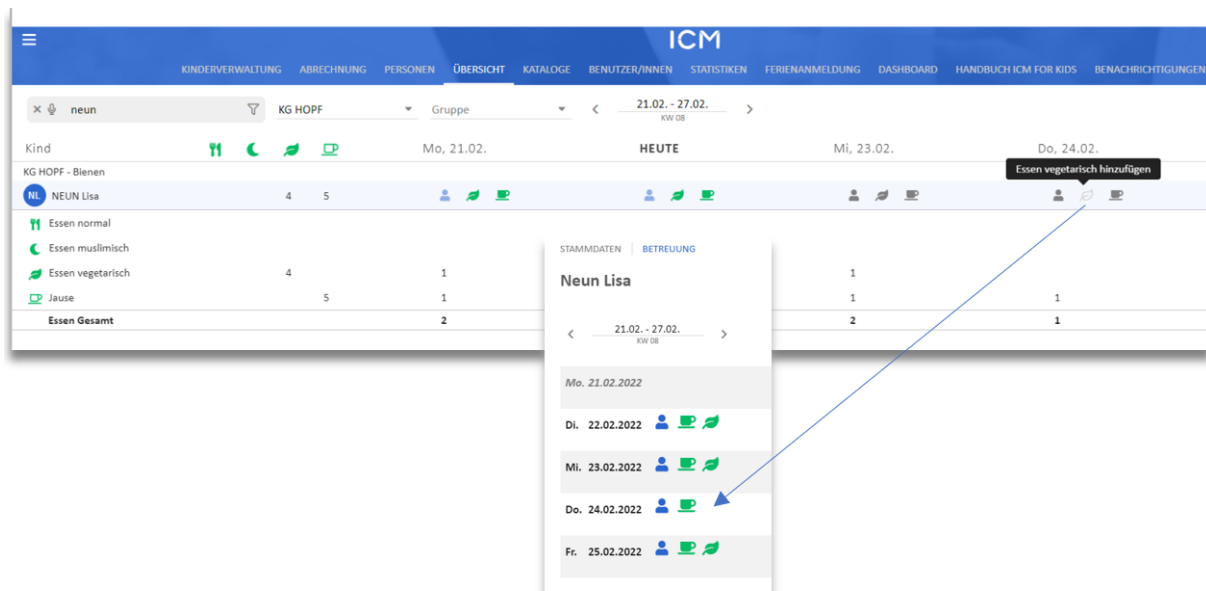 ICM
KINDERVERWALTUNG ABRECHNUNG PERSONEN ÜBERSICHT KATALOGE BENUTZER/INNEN STATISTIKEN FERIENANMELDUNG DASHBOARD HANDBUCH ICM FOR KIDS BENACHRICHTIGUNGEN
neun KG HOPF Gruppe 21.02. - 27.02.
KW 08
Kind Mo, 21.02. HEUTE Mi, 23.02. Do, 24.02.
Essen vegetarisch hinzufügen
KG HOPF - Bienen
NL NEUN Lisa 4 5
Essen normal
Essen muslimisch
Essen vegetarisch 4 1 1
Jause 5 1 1 1
Essen Gesamt 2 2 1
STAMMDATEN BETREUUNG
Neun Lisa
21.02. - 27.02.
KW 08
Mo. 21.02.2022
Di. 22.02.2022
Mi. 23.02.2022
Do. 24.02.2022
Fr. 25.02.2022